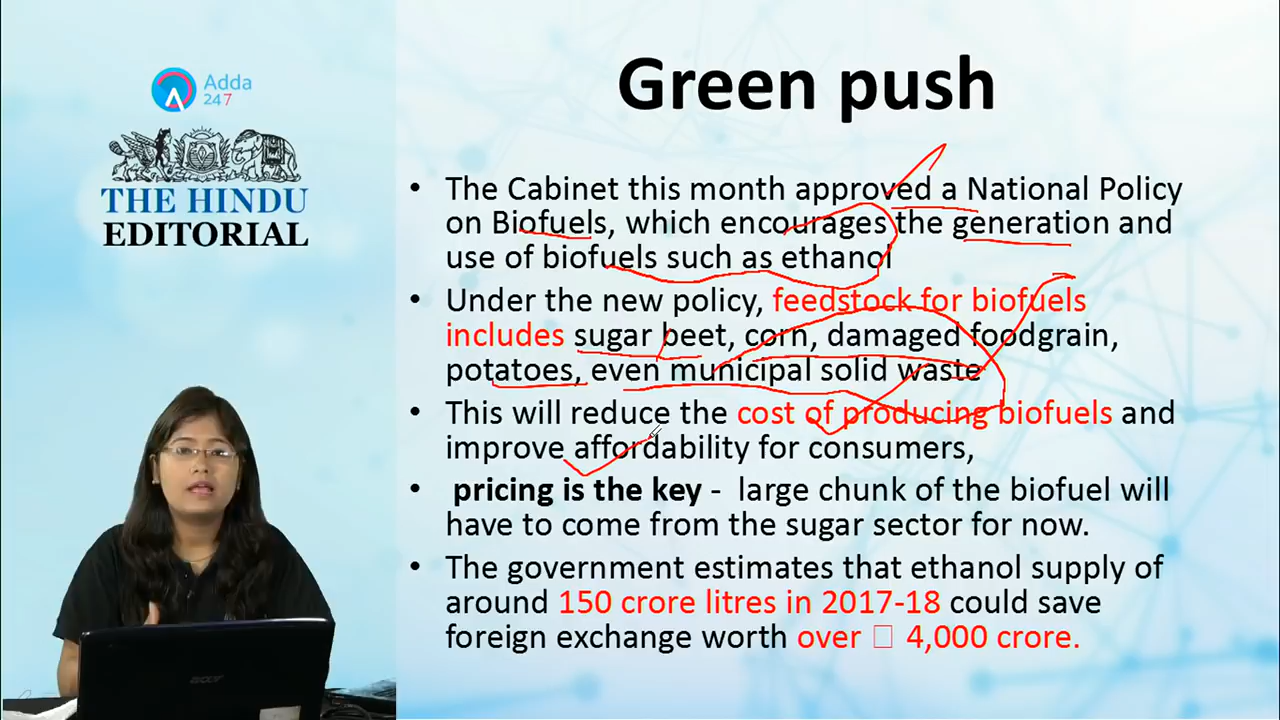 Adda
247
THE HINDU
EDITORIAL
Green push
• The Cabinet this month approved a National Policy
on Biofuels, which encourages the generation and
use of biofuels such as ethanol
• Under the new policy, feedstock for biofuels
includes sugar beet, corn, damaged foodgrain,
potatoes, even municipal solid waste
• This will reduce the cost of producing biofuels and
improve affordability for consumers,
• pricing is the key - large chunk of the biofuel will
have to come from the sugar sector for now.
• The government estimates that ethanol supply of
around 150 crore litres in 2017-18 could save
foreign exchange worth over □ 4,000 crore.
acer